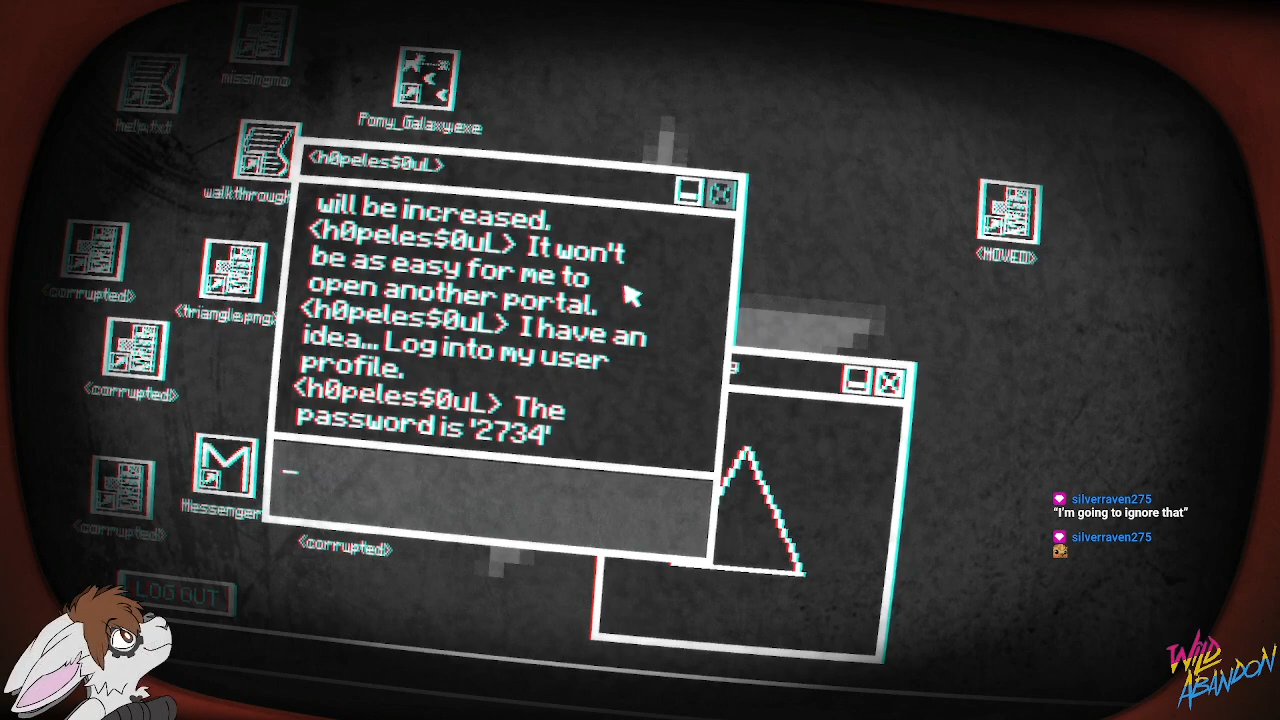 missingno
help.txt
Pony_Galaxy.exe
walkthrough
<h0peles$0uL>
will be increased.
<h0peles$0uL> It won't
be as easy for me to
open another portal.
<h0peles$0uL> I have an
idea... Log into my user
profile.
<h0peles$0uL> The
password is '2734'
<MOVED>
<corrupted>
<triangle.png>
<corrupted>
g
Messenger
<corrupted>
<corrupted>
LOG OUT
silverraven275
"I'm going to ignore that"
silverraven275
WILD
ABANDON